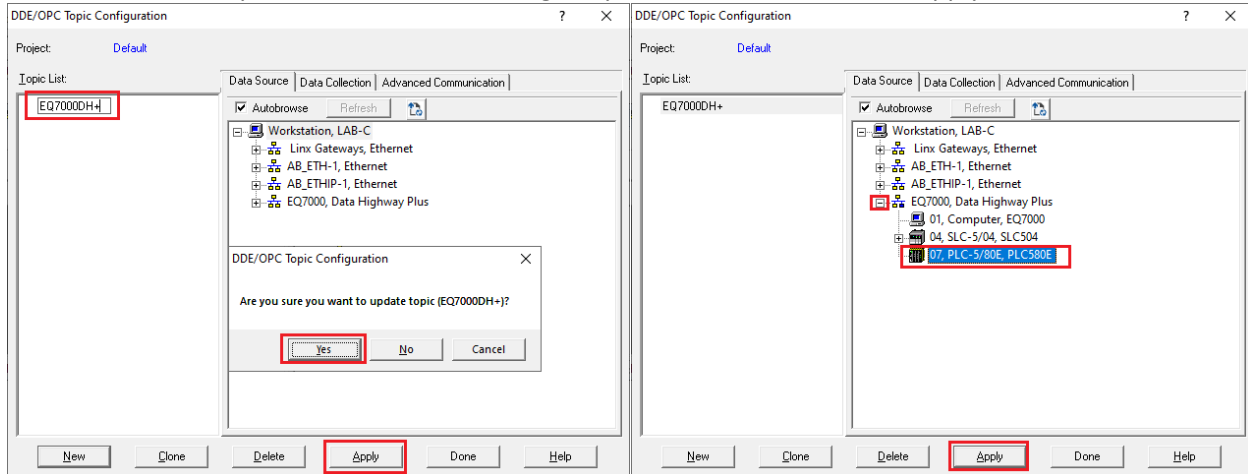 DDE/OPC Topic Configuration ? ×
Project: Default
Topic List:
EQ7000DH+
Data Source Data Collection Advanced Communication
Autobrowse Refresh
Workstation, LAB-C
Linx Gateways, Ethernet
AB_ETH-1, Ethernet
AB_ETHIP-1, Ethernet
EQ7000, Data Highway Plus
DDE/OPC Topic Configuration ×
Are you sure you want to update topic (EQ7000DH+)?
Yes No Cancel
New Clone Delete Apply Done Help
DDE/OPC Topic Configuration ? ×
Project: Default
Topic List:
EQ7000DH+
Data Source Data Collection Advanced Communication
Autobrowse Refresh
Workstation, LAB-C
Linx Gateways, Ethernet
AB_ETH-1, Ethernet
AB_ETHIP-1, Ethernet
EQ7000, Data Highway Plus
01, Computer, EQ7000
04, SLC-5/04, SLC504
07, PLC-5/80E, PLC580E
New Clone Delete Apply Done Help